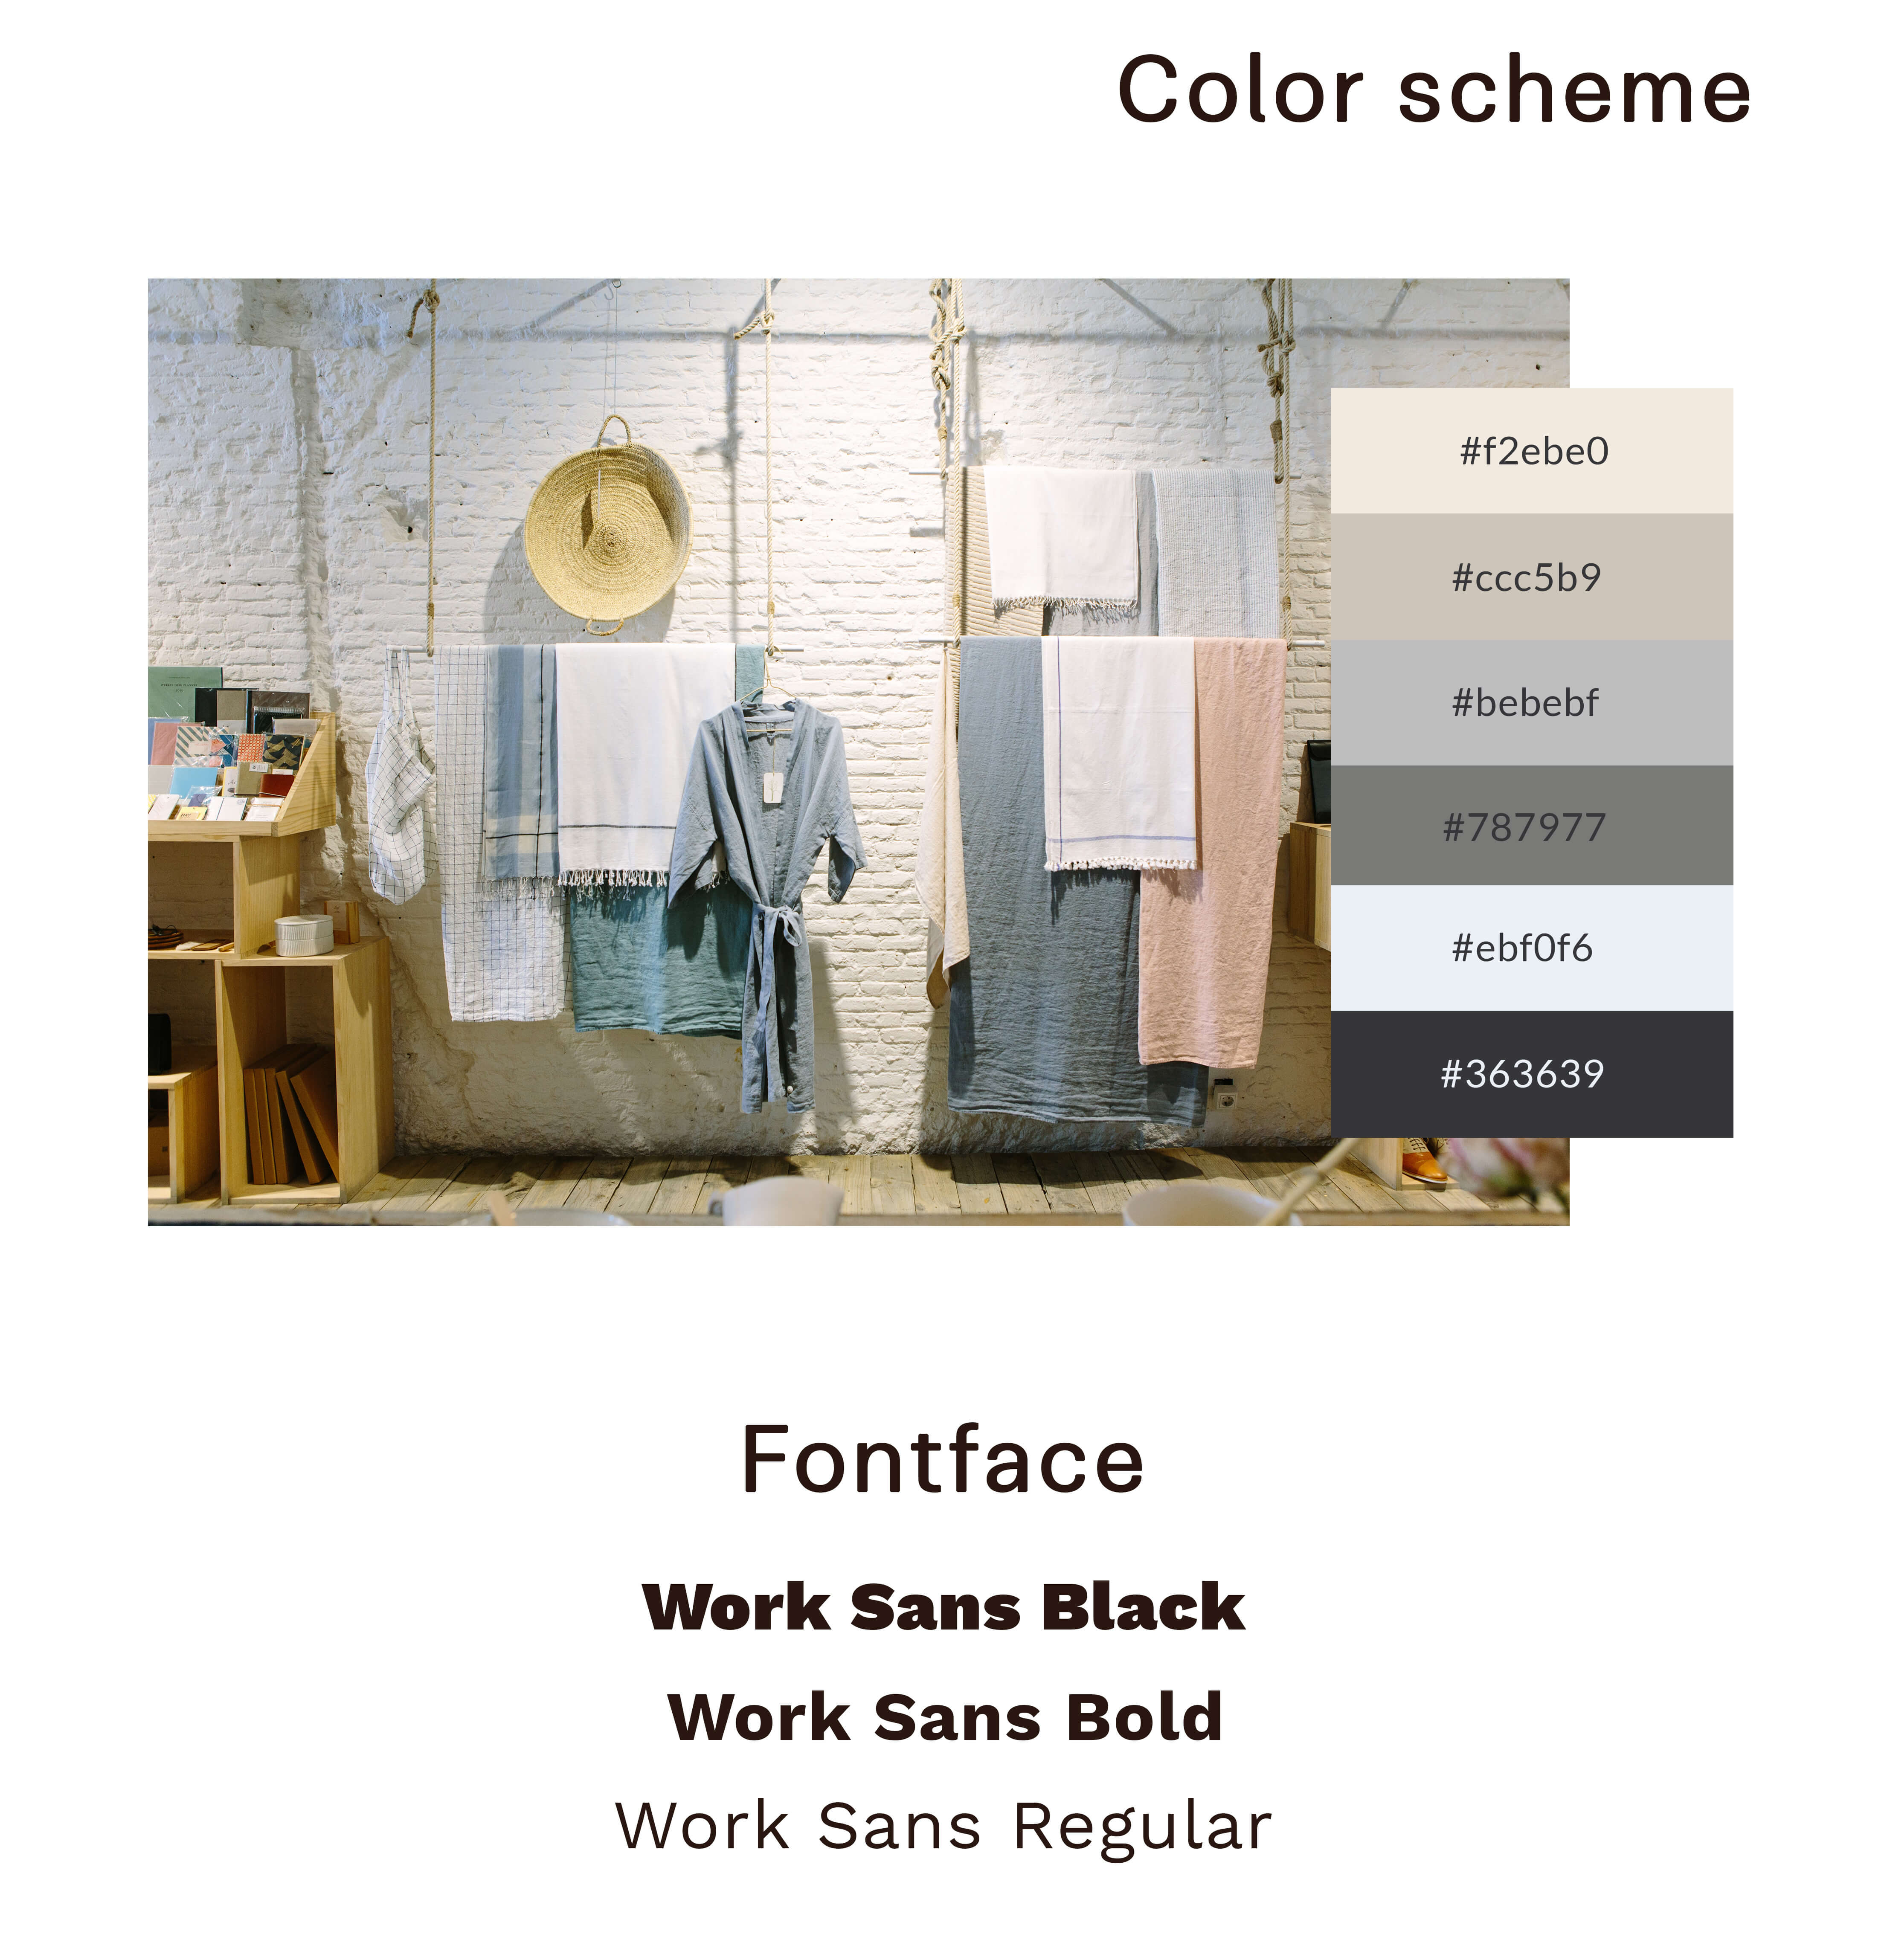 Color scheme
#f2ebe0
#ccc5b9
#bebebf
#787977
#ebf0f6
#363639
Fontface
Work Sans Black
Work Sans Bold
Work Sans Regular